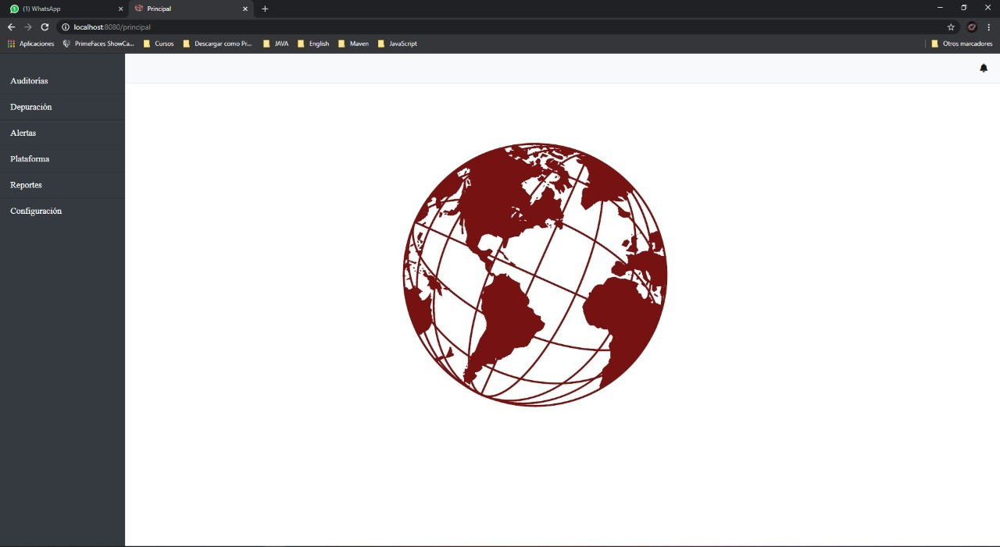 (1) WhatsApp
Principal
localhost:8080/principal
Aplicaciones PrimeFaces ShowCa... Cursos Descargar como Pr... JAVA English Maven JavaScript Otros marcadores
Auditorías
Depuración
Alertas
Plataforma
Reportes
Configuración